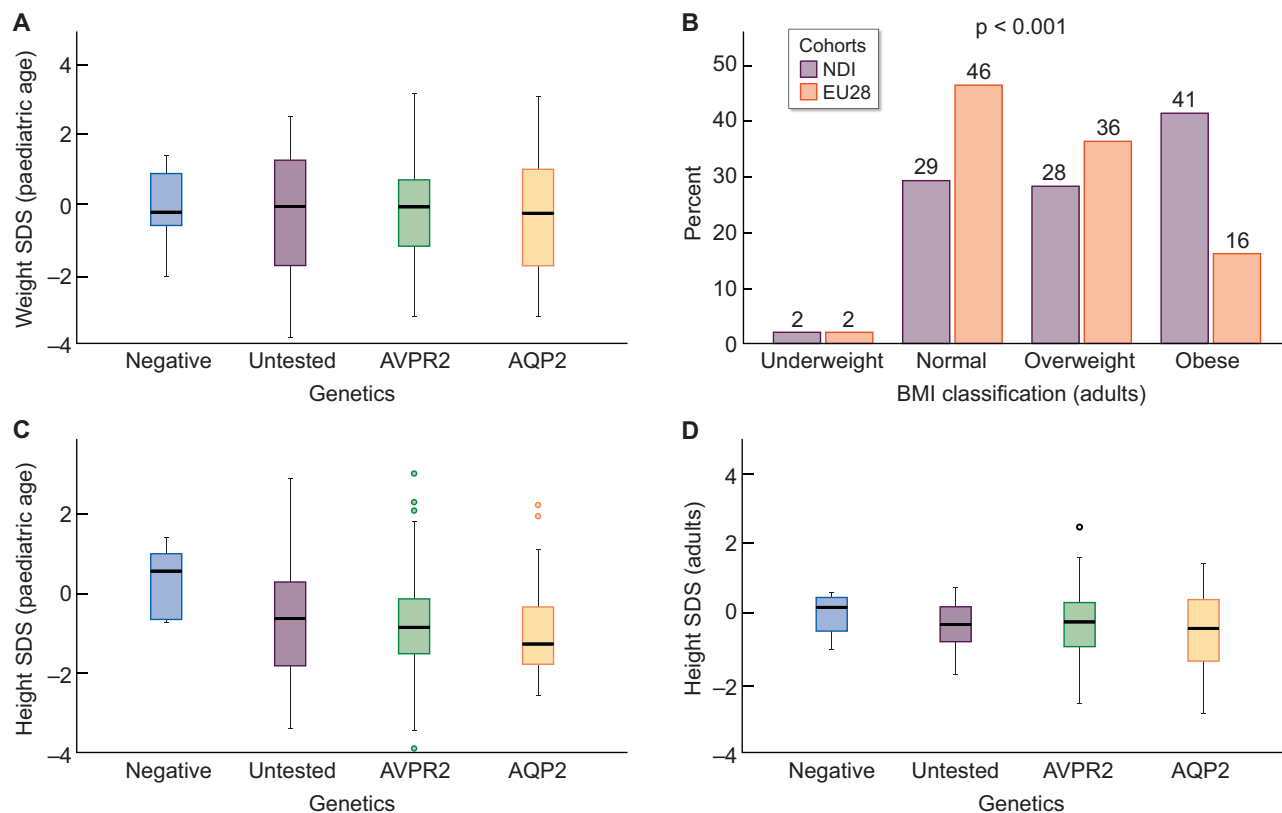 A
Weight SDS (paediatric age)
4
2
0
–2
–4
Negative Untested AVPR2 AQP2
Genetics
B
p < 0.001
Cohorts
NDI
EU28
Percent
50
40
30
20
10
0
2 2 29 46 28 36 41 16
Underweight Normal Overweight Obese
BMI classification (adults)
C
Height SDS (paediatric age)
2
0
–2
–4
Negative Untested AVPR2 AQP2
Genetics
D
Height SDS (adults)
4
2
0
–2
–4
Negative Untested AVPR2 AQP2
Genetics